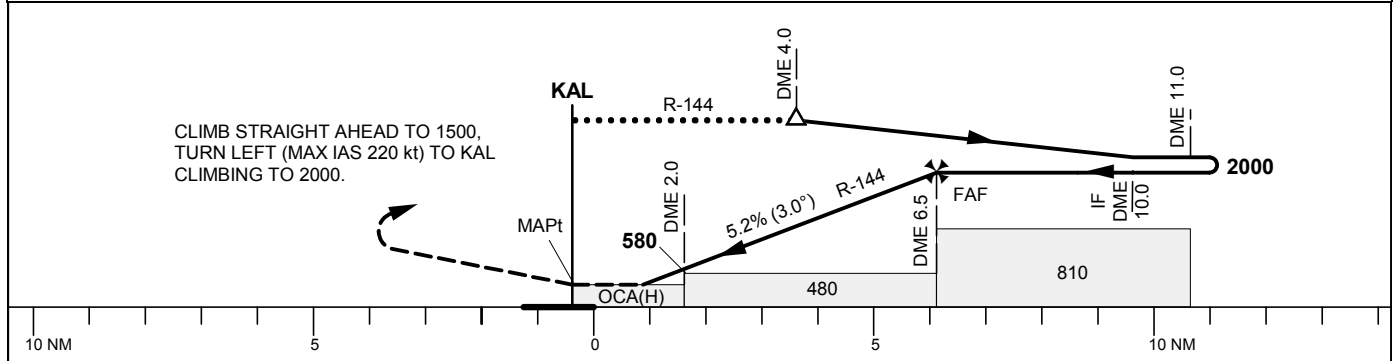 KAL
R-144
DME 4.0
DME 11.0
CLIMB STRAIGHT AHEAD TO 1500,
TURN LEFT (MAX IAS 220 kt) TO KAL
CLIMBING TO 2000.
2000
DME 2.0
5.2% (3.0°)
R-144
DME 6.5
FAF
IF
DME
10.0
MAPt
580
OCA(H)
480
810
10 NM
5
0
5
10 NM